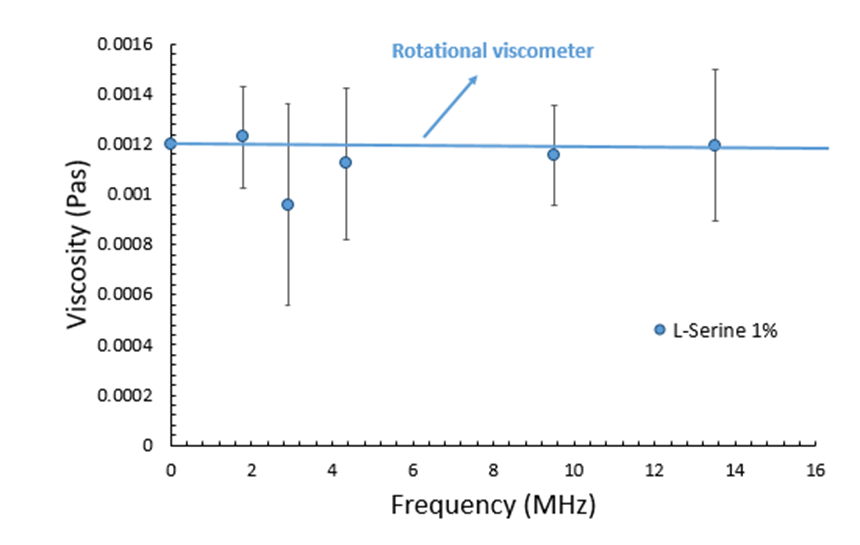 0.0016
Rotational viscometer
0.0014
0.0012
0.001
0.0008
0.0006
0.0004
0.0002
0
Viscosity (Pas)
L-Serine 1%
0 2 4 6 8 10 12 14 16
Frequency (MHz)